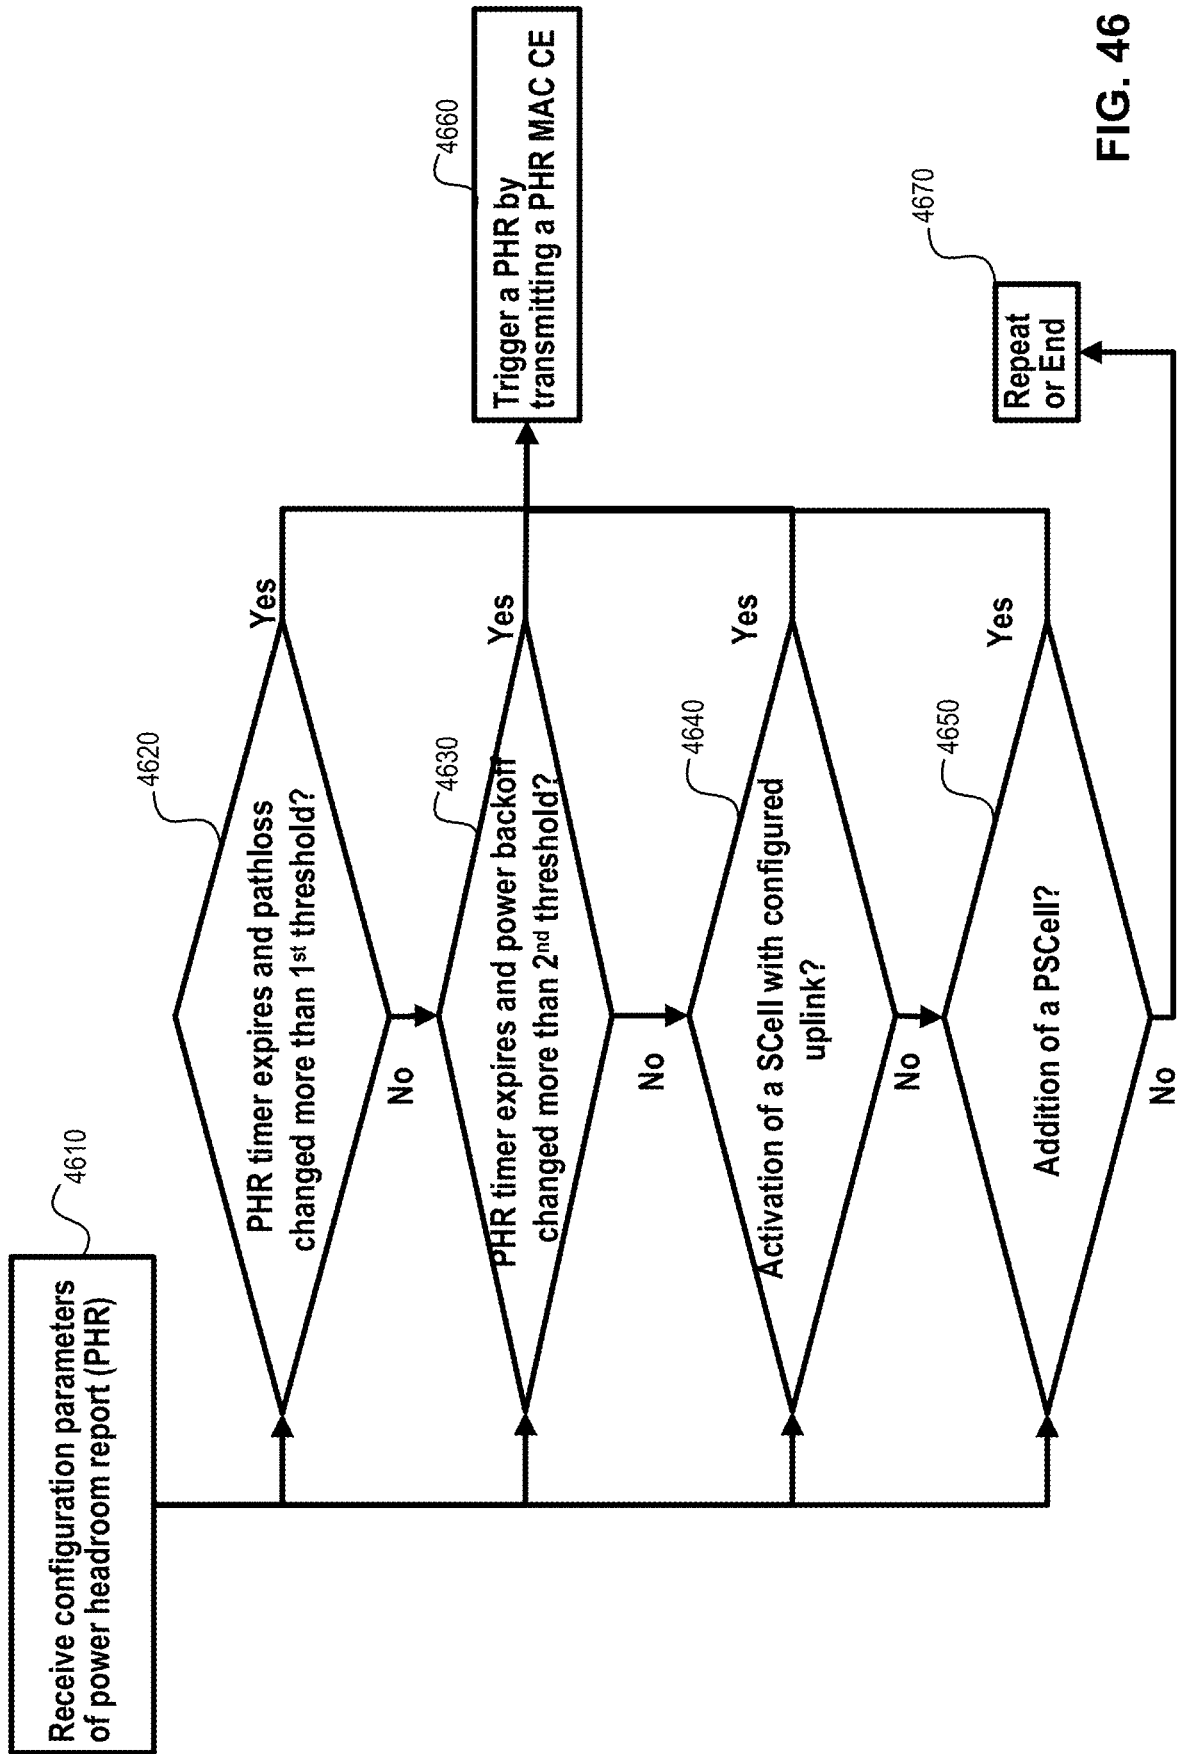 Receive configuration parameters
of power headroom report (PHR)
4610
PHR timer expires and pathloss
changed more than 1st threshold?
4620
Yes
No
PHR timer expires and power backoff
changed more than 2nd threshold?
4630
Yes
No
Activation of a SCell with configured
uplink?
4640
Yes
No
Addition of a PSCell?
4650
Yes
No
Trigger a PHR by
transmitting a PHR MAC CE
4660
Repeat
or End
4670
FIG. 46